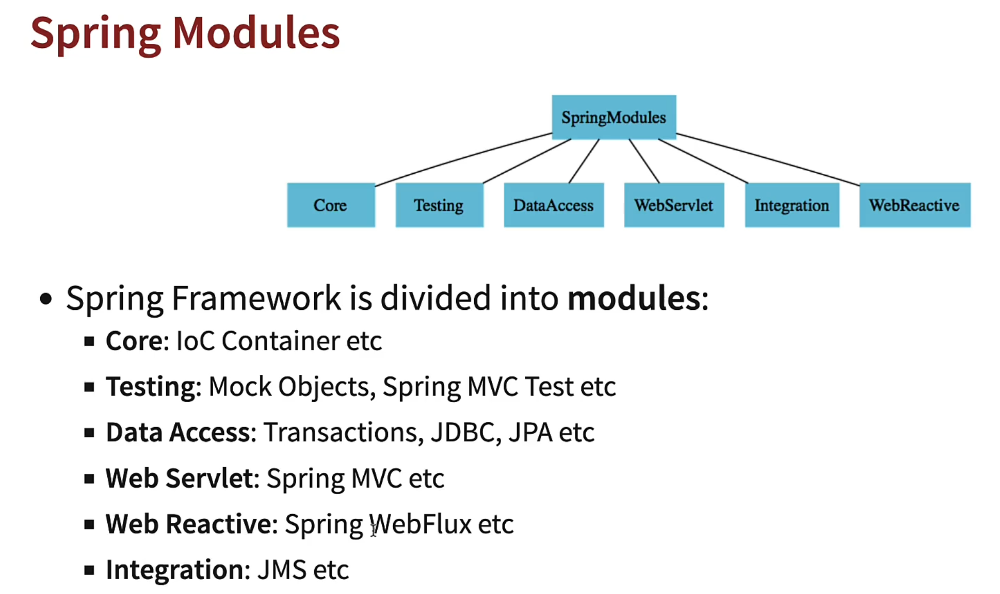 Spring Modules
SpringModules
Core
Testing
DataAccess
WebServlet
Integration
WebReactive
• Spring Framework is divided into modules:
▪ Core: IoC Container etc
▪ Testing: Mock Objects, Spring MVC Test etc
▪ Data Access: Transactions, JDBC, JPA etc
▪ Web Servlet: Spring MVC etc
▪ Web Reactive: Spring WebFlux etc
▪ Integration: JMS etc